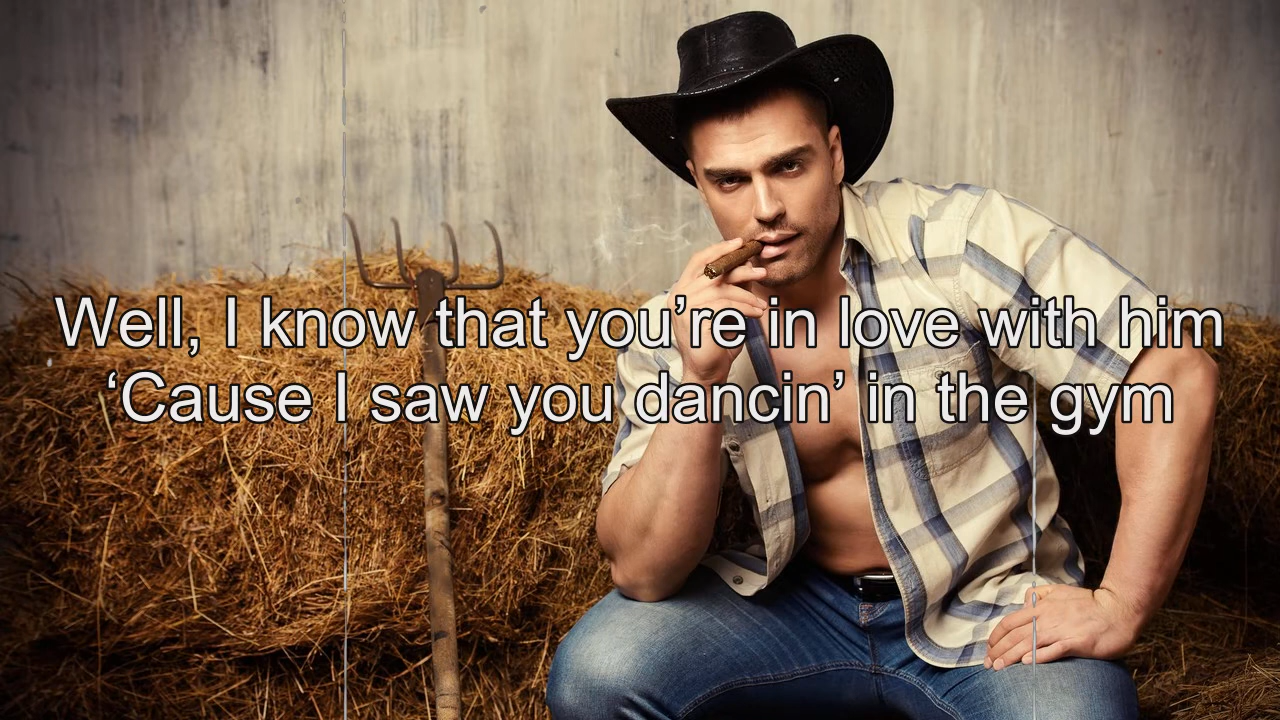 Well, I know that you’re in love with him
‘Cause I saw you dancin’ in the gym